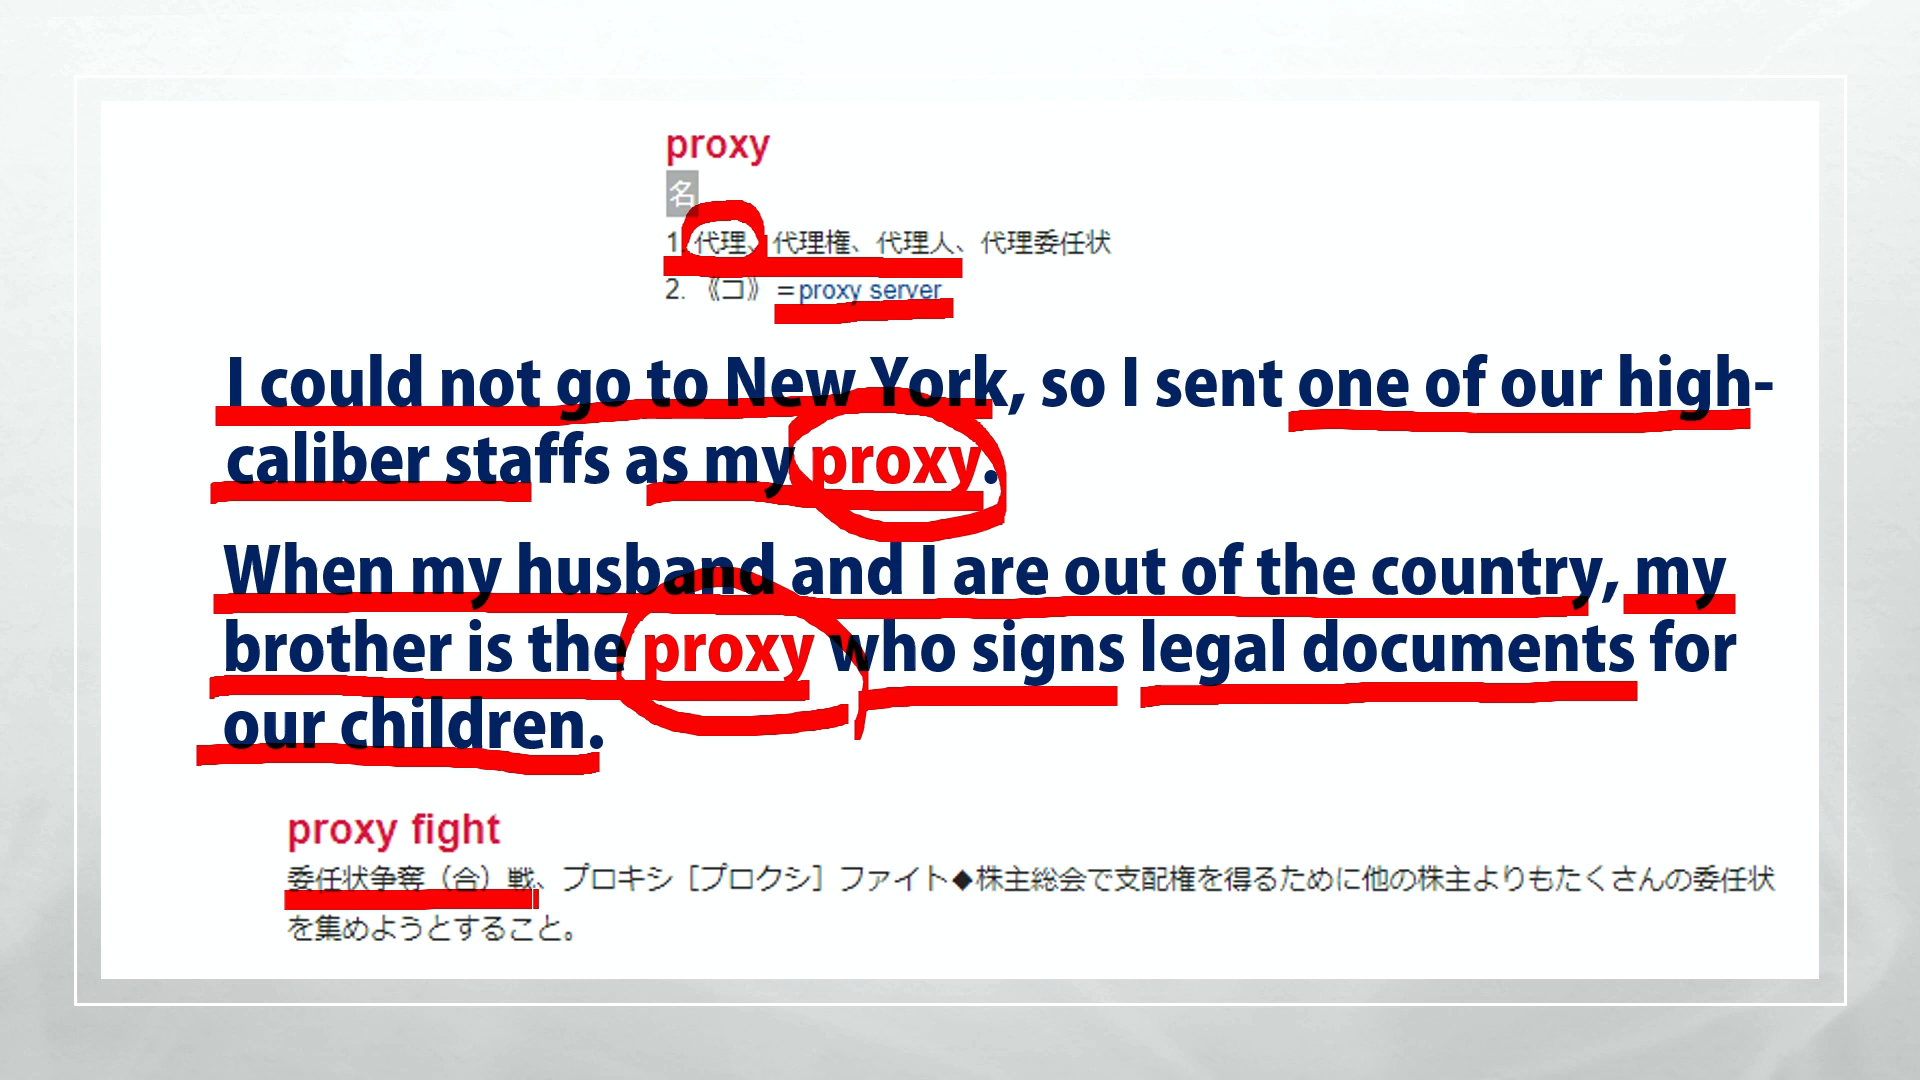 proxy
名
1. 代理、代理権、代理人、代理委任状
2. 《コ》 =proxy server
I could not go to New York, so I sent one of our high-
caliber staffs as my proxy.
When my husband and I are out of the country, my
brother is the proxy who signs legal documents for
our children.
proxy fight
委任状争奪（合）戦、プロキシ［プロクシ］ファイト◆株主総会で支配権を得るために他の株主よりもたくさんの委任状
を集めようとすること。